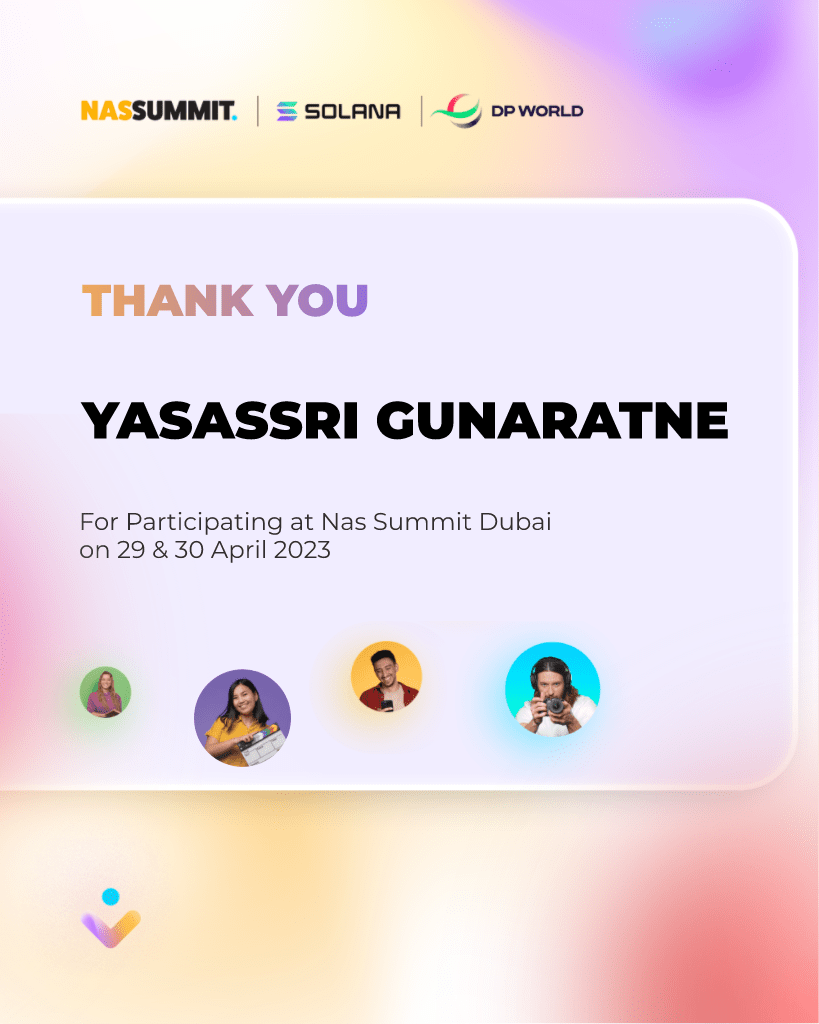 NASSUMMIT. | SOLANA | DP WORLD
THANK YOU
YASASSRI GUNARATNE
For Participating at Nas Summit Dubai
on 29 & 30 April 2023